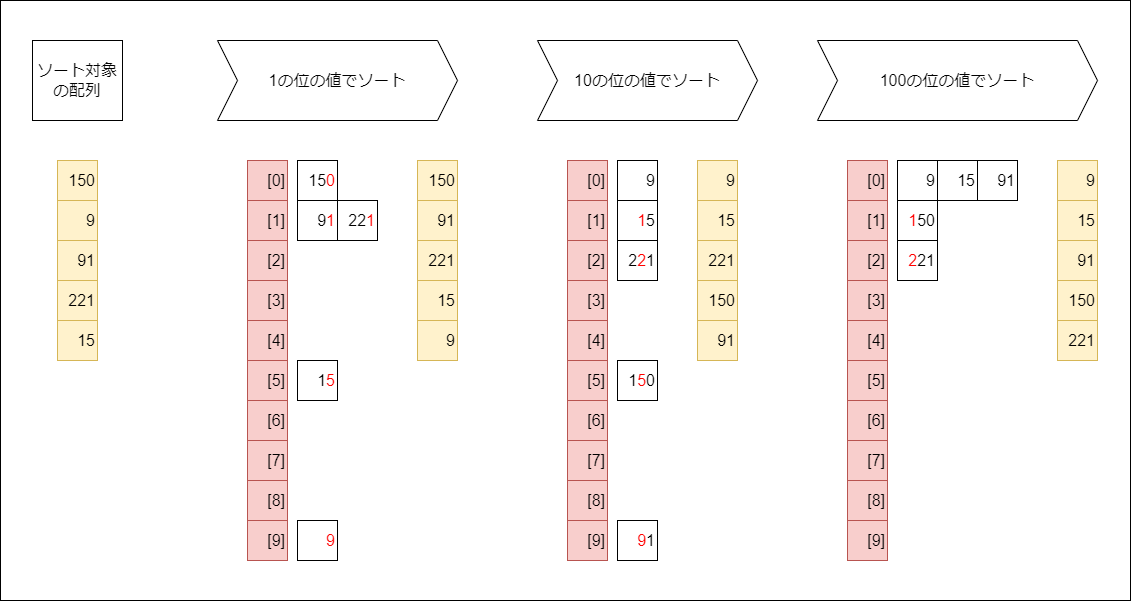 ソート対象
の配列
1の位の値でソート
10の位の値でソート
100の位の値でソート
150 [0] 150 150 [0] 9 9 [0] 9 15 91 9
9 [1] 91 221 91 [1] 15 15 [1] 150 15
91 [2] 221 [2] 221 221 [2] 221 91
221 [3] 15 [3] 150 [3] 150
15 [4] 9 [4] 91 [4] 221
[5] 15 [5] 150 [5]
[6] [6] [6]
[7] [7] [7]
[8] [8] [8]
[9] 9 [9] 91 [9]